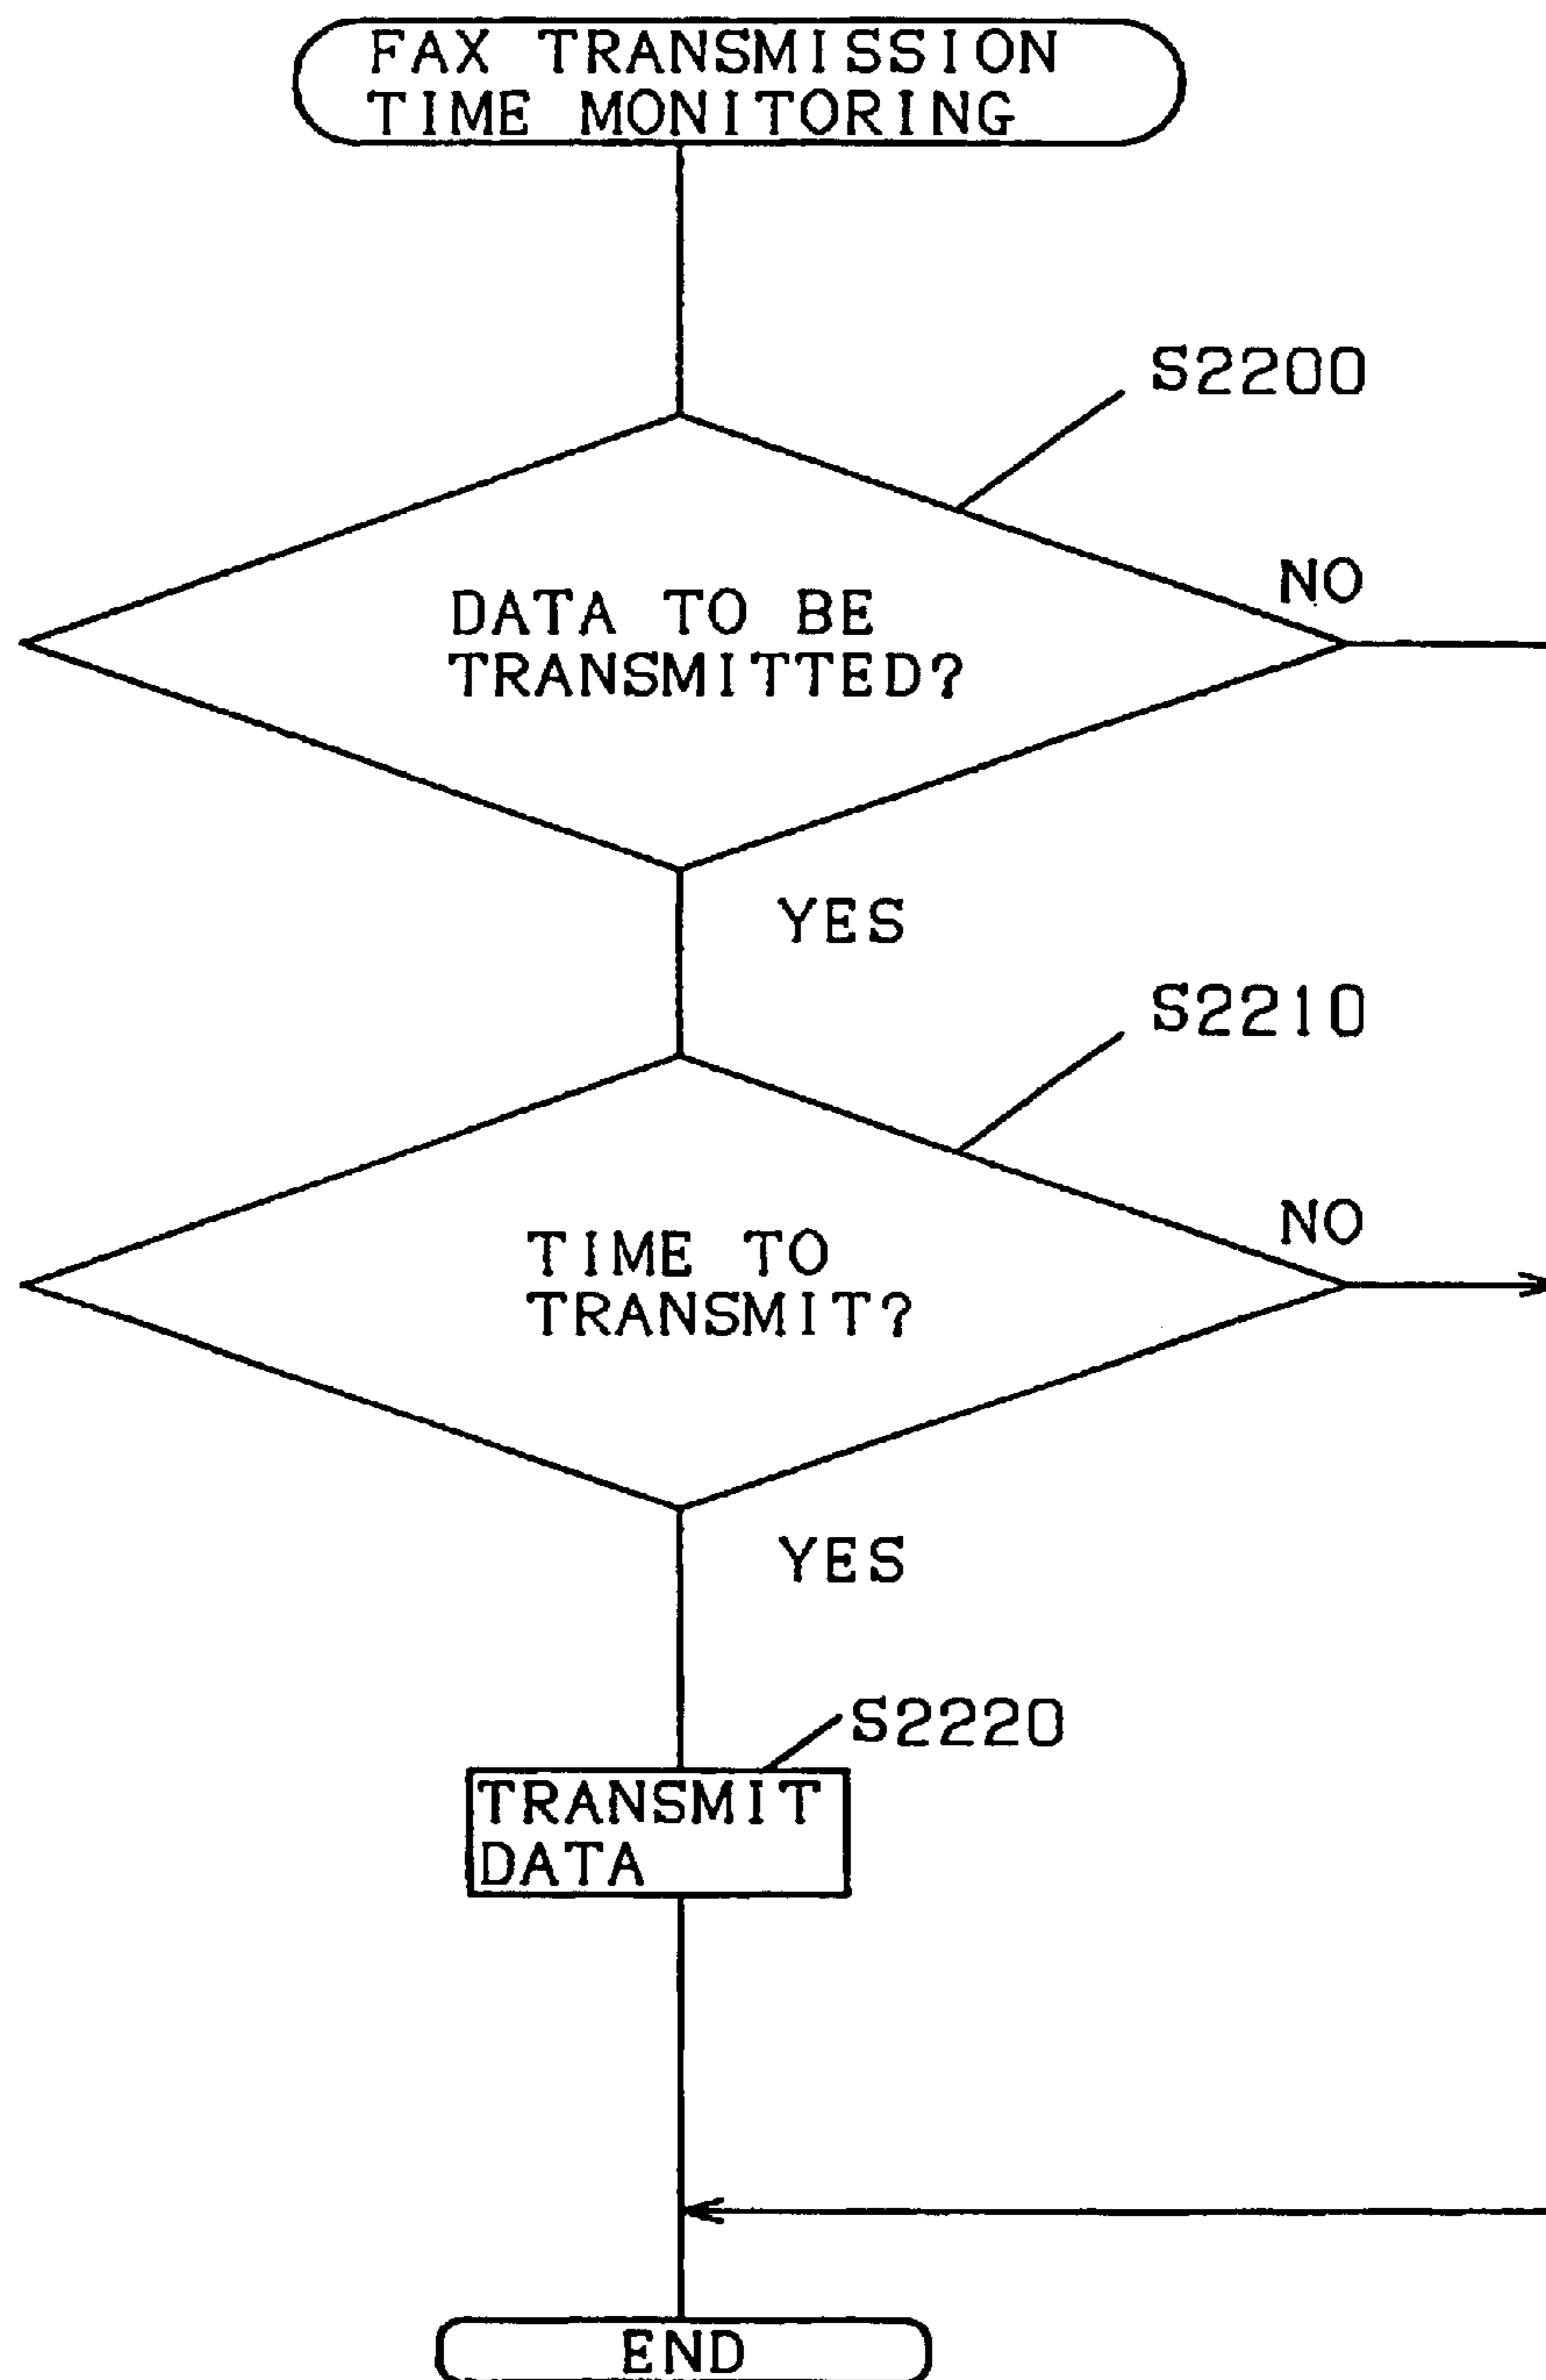 FAX TRANSMISSION
TIME MONITORING
S2200
NO
DATA TO BE
TRANSMITTED?
YES
S2210
NO
TIME TO
TRANSMIT?
YES
S2220
TRANSMIT
DATA
END